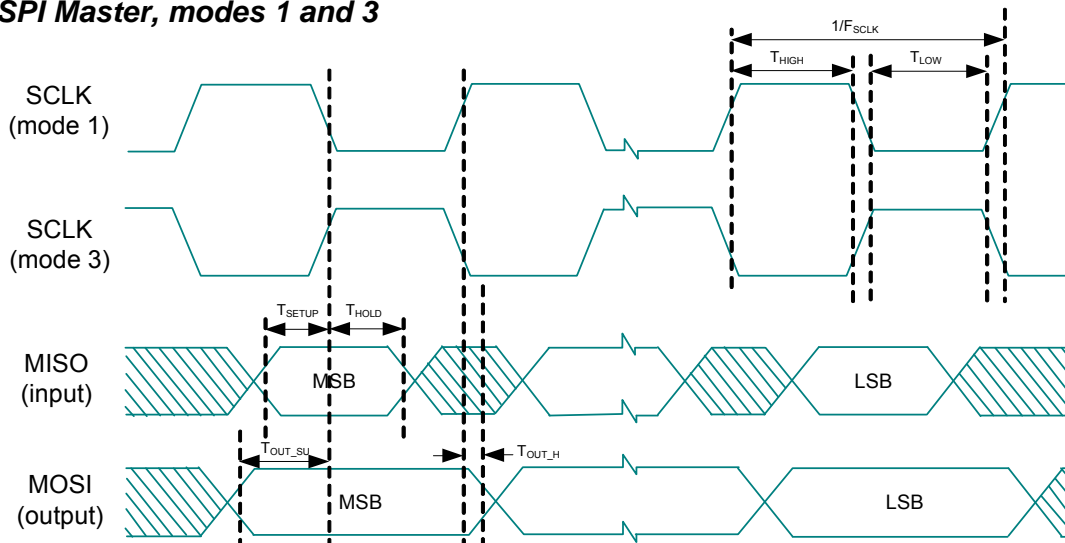 SPI Master, modes 1 and 3
1/FSCLK
THIGH
TLOW
SCLK
(mode 1)
SCLK
(mode 3)
TSETUP
THOLD
MISO
(input)
MSB
LSB
TOUT_SU
TOUT_H
MOSI
(output)
MSB
LSB